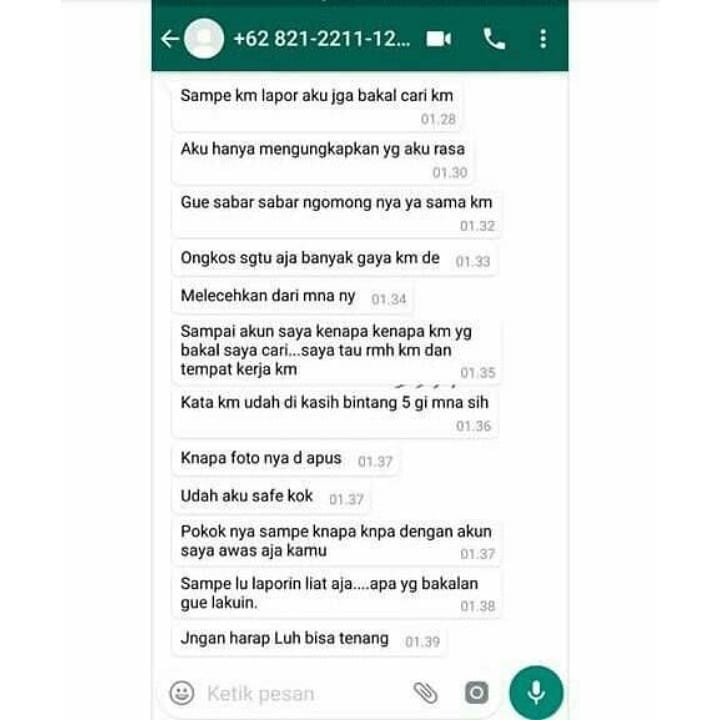 +62 821-2211-12...
Sampe km lapor aku jga bakal cari km
01.28
Aku hanya mengungkapkan yg aku rasa
01.30
Gue sabar sabar ngomong nya ya sama km
01.32
Ongkos sgtu aja banyak gaya km de 01.33
Melecehkan dari mna ny 01.34
Sampai akun saya kenapa kenapa km yg
bakal saya cari...saya tau rmh km dan
tempat kerja km 01.35
Kata km udah di kasih bintang 5 gi mna sih
01.36
Knapa foto nya d apus 01.37
Udah aku safe kok 01.37
Pokok nya sampe knapa knpa dengan akun
saya awas aja kamu 01.37
Sampe lu laporin liat aja....apa yg bakalan
gue lakuin. 01.38
Jngan harap Luh bisa tenang 01.39
Ketik pesan